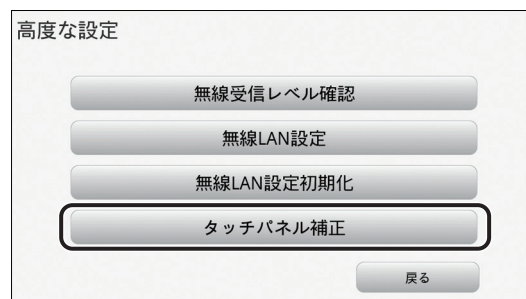 高度な設定
無線受信レベル確認
無線LAN設定
無線LAN設定初期化
タッチパネル補正
戻る